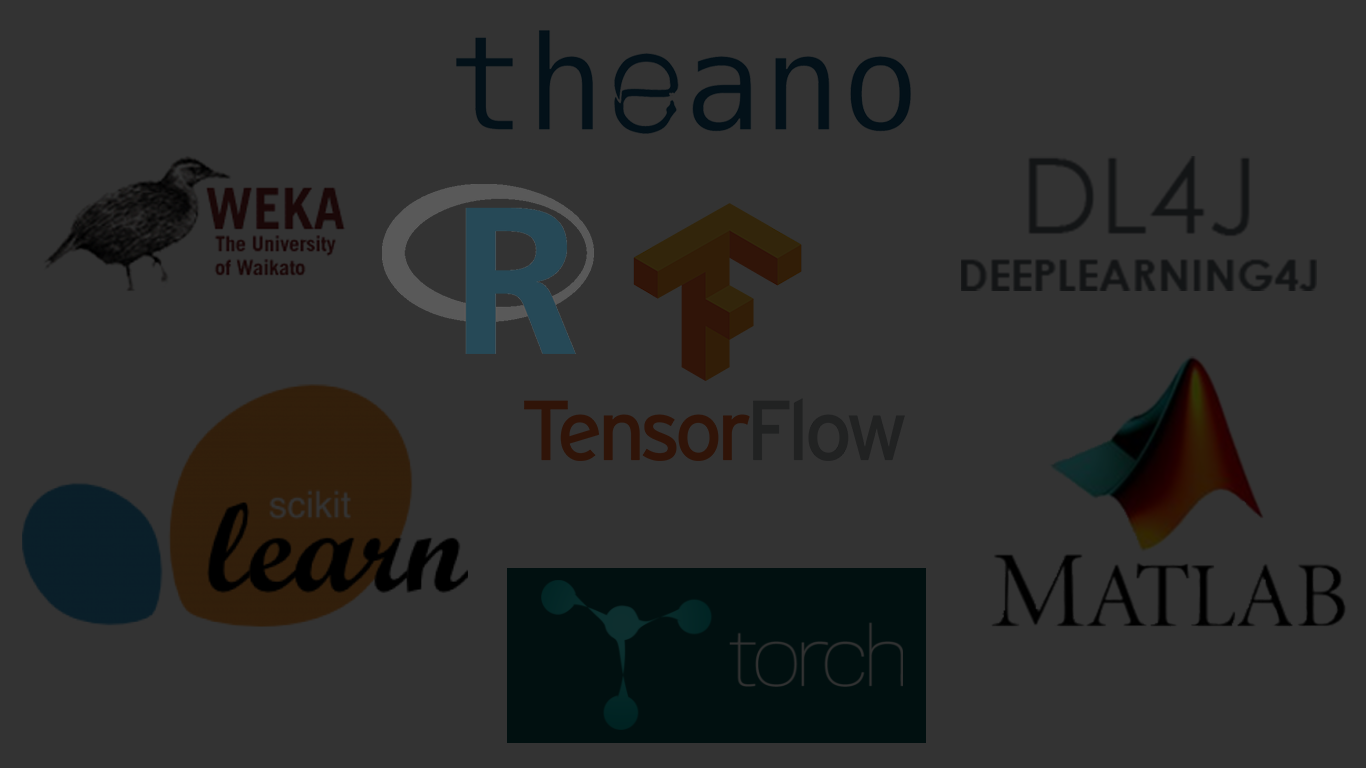 theano
WEKA
The University
of Waikato
R
DL4J
DEEPLEARNING4J
TensorFlow
scikit
learn
MATLAB
torch